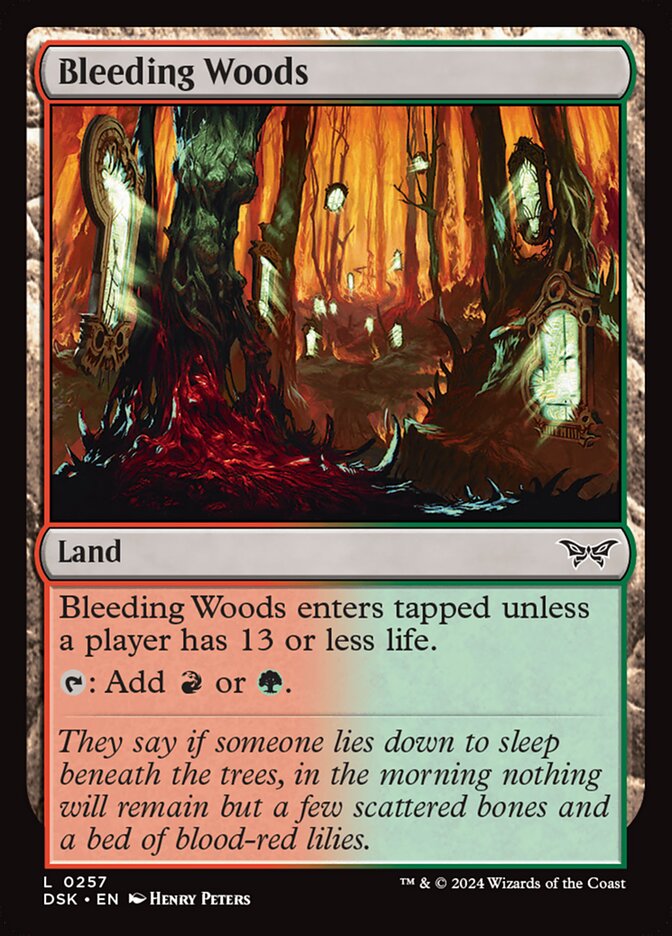 Bleeding Woods
Land
Bleeding Woods enters tapped unless
a player has 13 or less life.
: Add or .
They say if someone lies down to sleep
beneath the trees, in the morning nothing
will remain but a few scattered bones and
a bed of blood-red lilies.
L 0257
DSK • EN Henry Peters
™ & © 2024 Wizards of the Coast